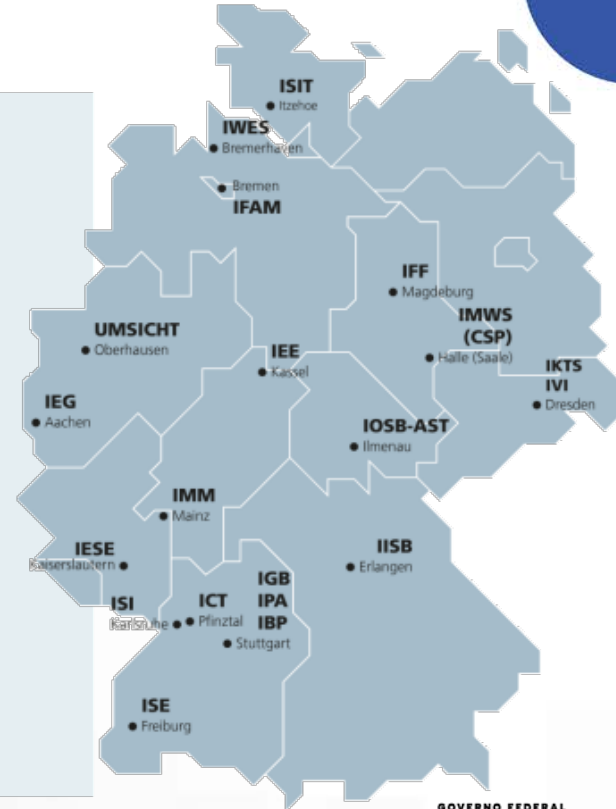 ISIT
Itzehoe
IWES
Bremerhaven
Bremen
IFAM
IFF
Magdeburg
IMWS
(CSP)
Halle (Saale)
UMSICHT
Oberhausen
IEE
Kassel
IKTS
IVI
Dresden
IEG
Aachen
IOSB-AST
Ilmenau
IMM
Mainz
IESE
Kaiserslautern
IISB
Erlangen
ISI
Karlsruhe
ICT
Pfinztal
IGB
IPA
IBP
Stuttgart
ISE
Freiburg
GOVERNO FEDERAL